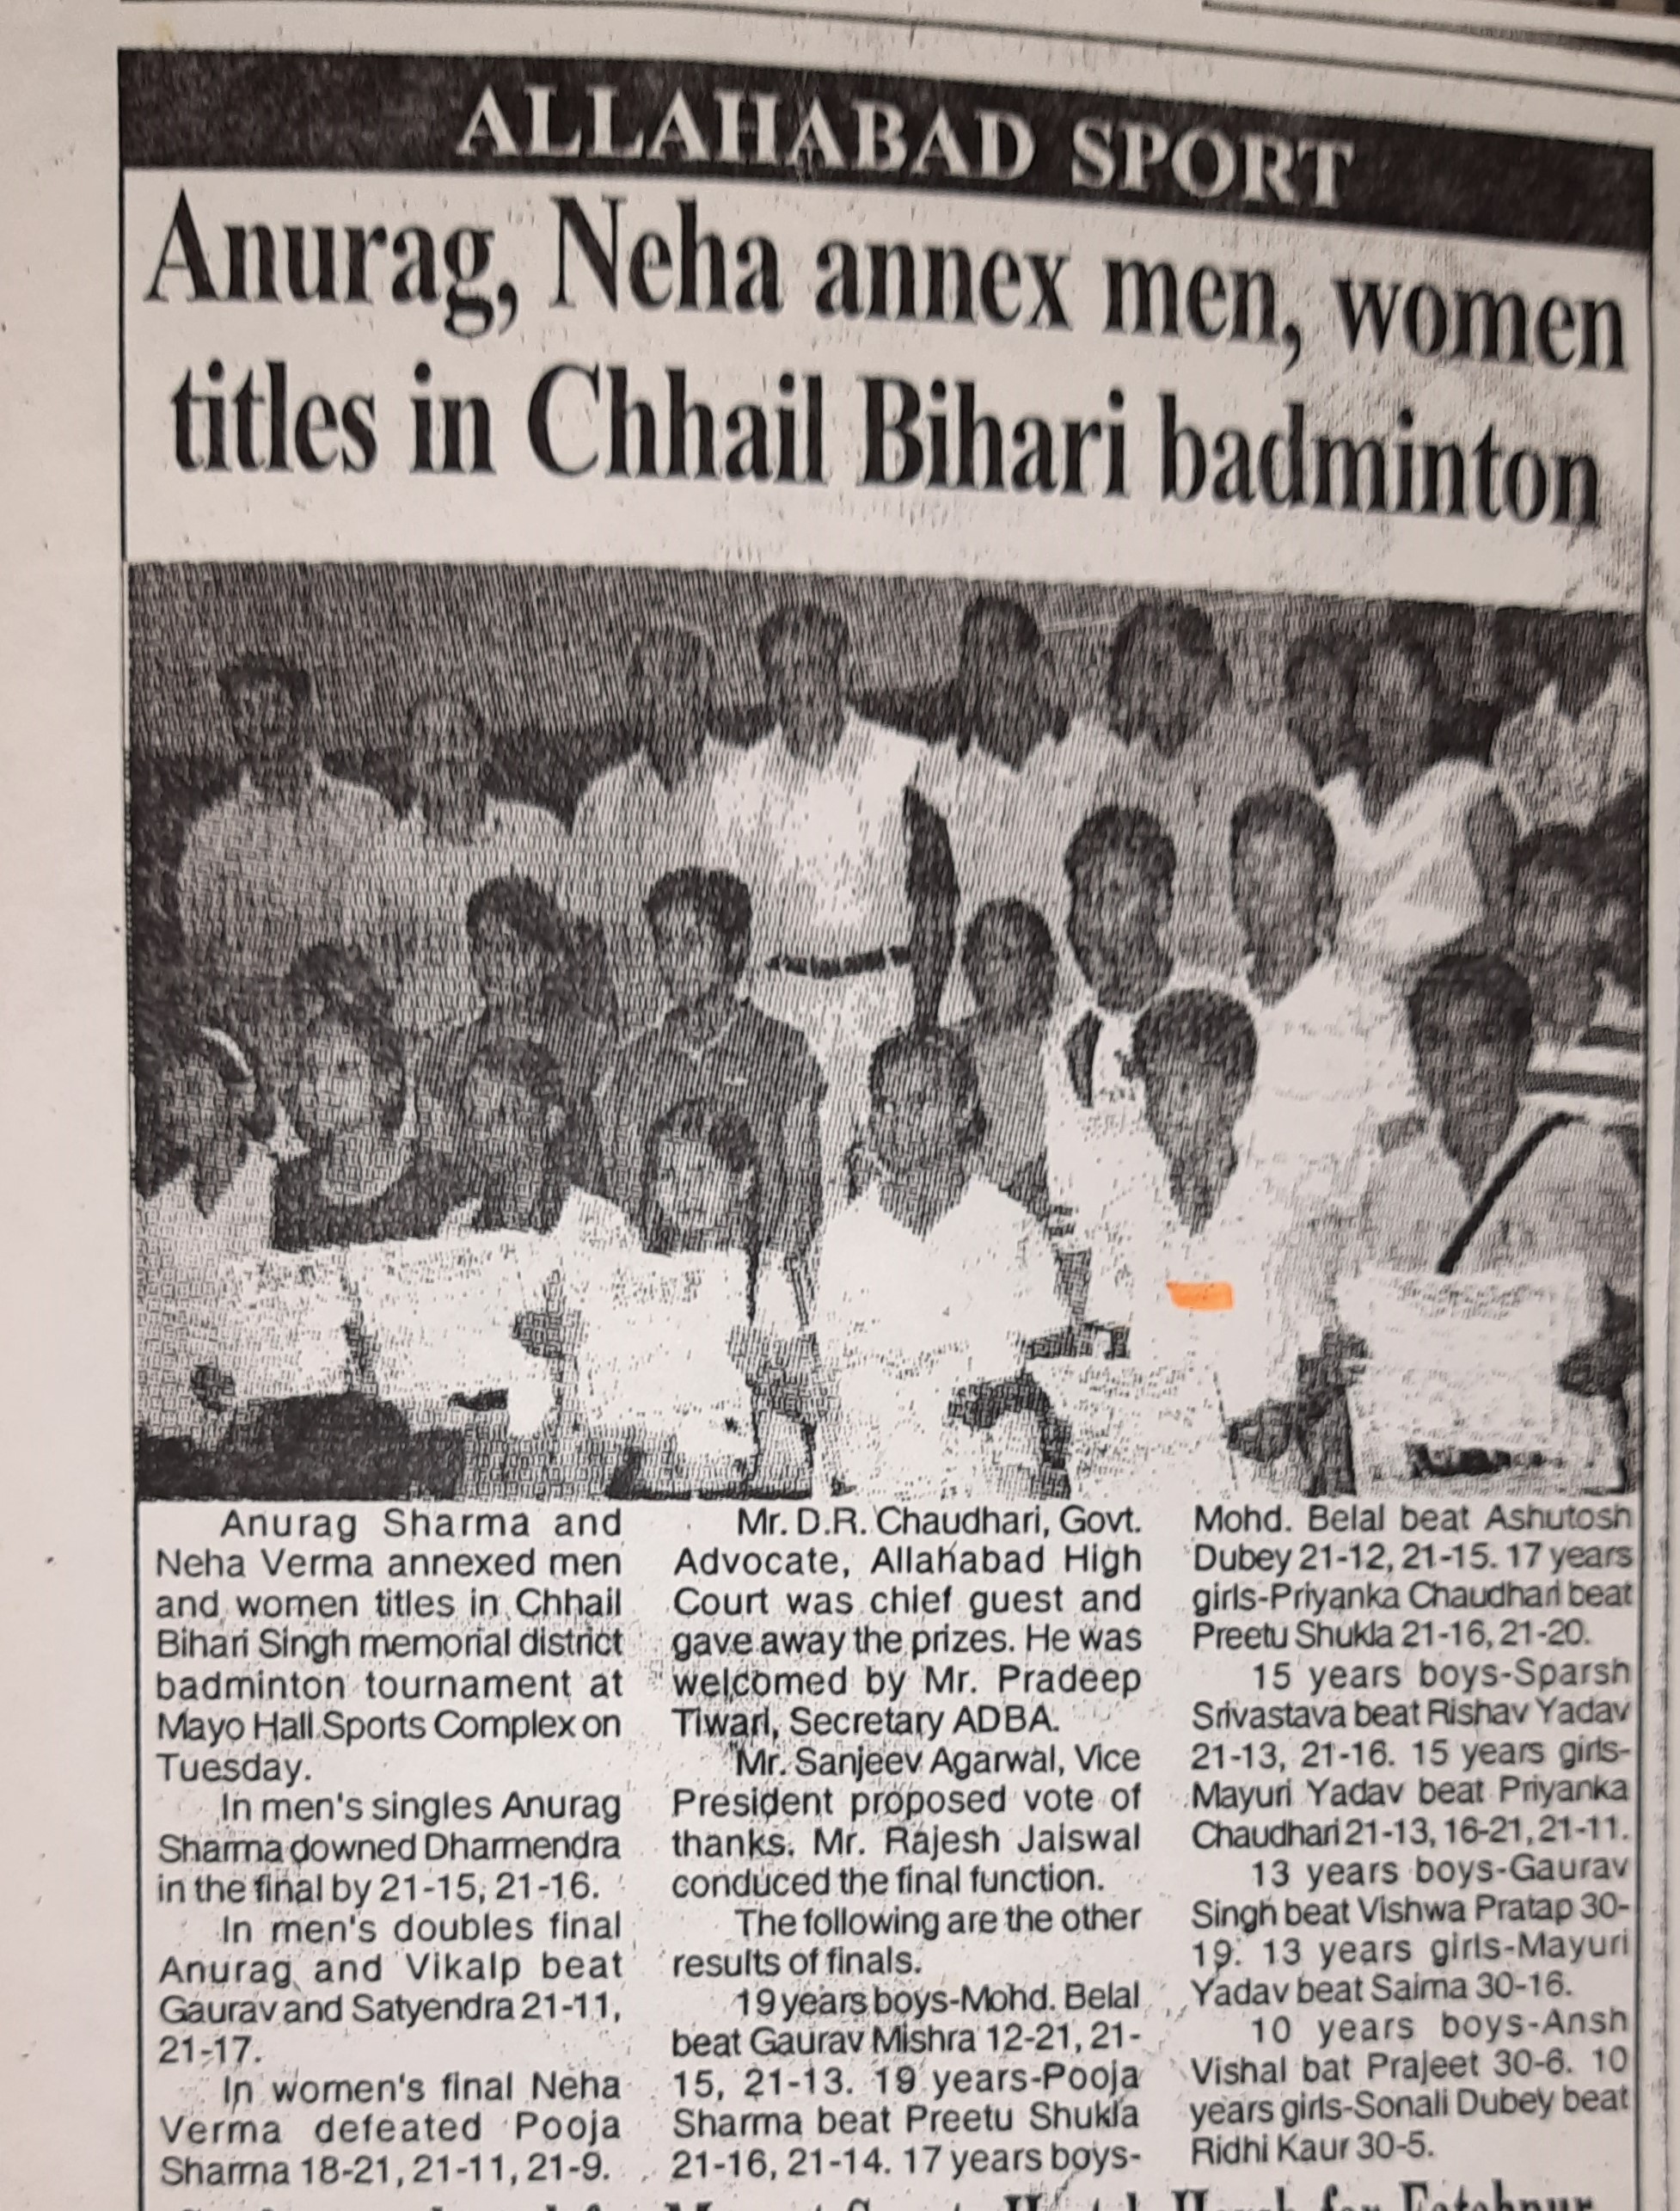 ALLAHABAD SPORT
Anurag, Neha annex men, women
titles in Chhail Bihari badminton
Anurag Sharma and
Neha Verma annexed men
and women titles in Chhail
Bihari Singh memorial district
badminton tournament at
Mayo Hall Sports Complex on
Tuesday.
In men's singles Anurag
Sharma downed Dharmendra
in the final by 21-15, 21-16.
In men's doubles final
Anurag and Vikalp beat
Gaurav and Satyendra 21-11,
21-17.
In women's final Neha
Verma defeated Pooja
Sharma 18-21, 21-11, 21-9.
Mr. D.R. Chaudhari, Govt.
Advocate, Allahabad High
Court was chief guest and
gave away the prizes. He was
welcomed by Mr. Pradeep
Tiwari, Secretary ADBA.
Mr. Sanjeev Agarwal, Vice
President proposed vote of
thanks. Mr. Rajesh Jaiswal
conduced the final function.
The following are the other
results of finals.
19 years boys-Mohd. Belal
beat Gaurav Mishra 12-21, 21-
15, 21-13. 19 years-Pooja
Sharma beat Preetu Shukla
21-16, 21-14. 17 years boys-
Mohd. Belal beat Ashutosh
Dubey 21-12, 21-15. 17 years
girls-Priyanka Chaudhari beat
Preetu Shukla 21-16, 21-20.
15 years boys-Sparsh
Srivastava beat Rishav Yadav
21-13, 21-16. 15 years girls-
Mayuri Yadav beat Priyanka
Chaudhari 21-13, 16-21, 21-11.
13 years boys-Gaurav
Singh beat Vishwa Pratap 30-
19. 13 years girls-Mayuri
Yadav beat Saima 30-16.
10 years boys-Ansh
Vishal bat Prajeet 30-6. 10
years girls-Sonali Dubey beat
Ridhi Kaur 30-5.